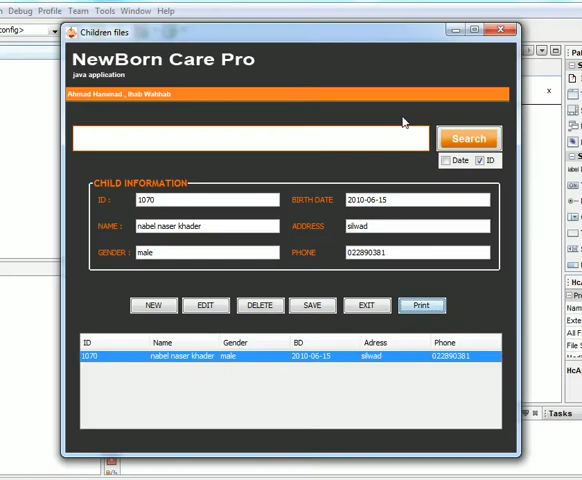 Debug Profile Team Tools Window Help
config>
Children files
NewBorn Care Pro
java application
Ahmad Hammad , Ihab Wahhab
Search
Date ID
CHILD INFORMATION
ID : 1070 BIRTH DATE 2010-06-15
NAME : nabel naser khader ADDRESS silwad
GENDER : male PHONE 022890381
NEW EDIT DELETE SAVE EXIT Print
ID Name Gender BD Adress Phone
1070 nabel naser khader male 2010-06-15 silwad 022890381
Tasks